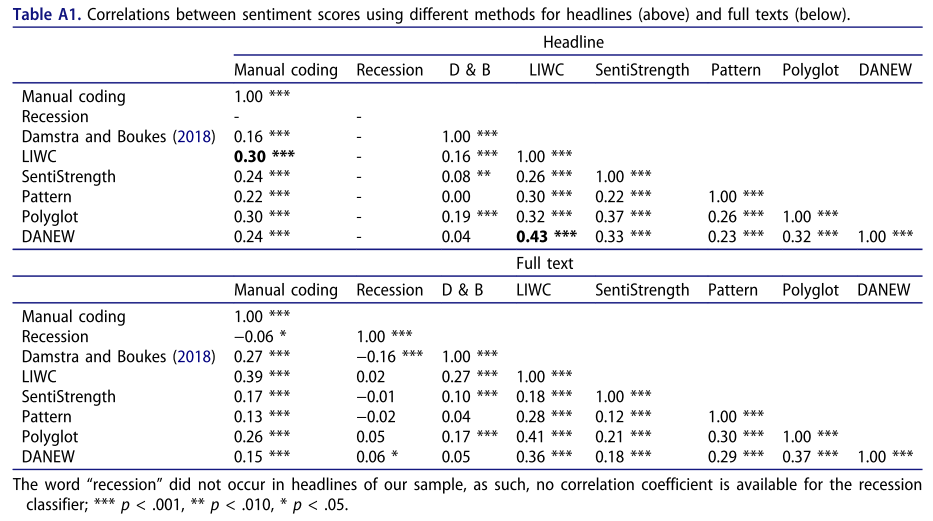 Table A1. Correlations between sentiment scores using different methods for headlines (above) and full texts (below).
Headline
Manual coding Recession D & B LIWC SentiStrength Pattern Polyglot DANEW
Manual coding 1.00 ***
Recession - -
Damstra and Boukes (2018) 0.16 *** - 1.00 ***
LIWC 0.30 *** - 0.16 *** 1.00 ***
SentiStrength 0.24 *** - 0.08 ** 0.26 *** 1.00 ***
Pattern 0.22 *** - 0.00 0.30 *** 0.22 *** 1.00 ***
Polyglot 0.30 *** - 0.19 *** 0.32 *** 0.37 *** 0.26 *** 1.00 ***
DANEW 0.24 *** - 0.04 0.43 *** 0.33 *** 0.23 *** 0.32 *** 1.00 ***
Full text
Manual coding Recession D & B LIWC SentiStrength Pattern Polyglot DANEW
Manual coding 1.00 ***
Recession −0.06 * 1.00 ***
Damstra and Boukes (2018) 0.27 *** −0.16 *** 1.00 ***
LIWC 0.39 *** 0.02 0.27 *** 1.00 ***
SentiStrength 0.17 *** −0.01 0.10 *** 0.18 *** 1.00 ***
Pattern 0.13 *** −0.02 0.04 0.28 *** 0.12 *** 1.00 ***
Polyglot 0.26 *** 0.05 0.17 *** 0.41 *** 0.21 *** 0.30 *** 1.00 ***
DANEW 0.15 *** 0.06 * 0.05 0.36 *** 0.18 *** 0.29 *** 0.37 *** 1.00 ***
The word “recession” did not occur in headlines of our sample, as such, no correlation coefficient is available for the recession
classifier; *** p < .001, ** p < .010, * p < .05.